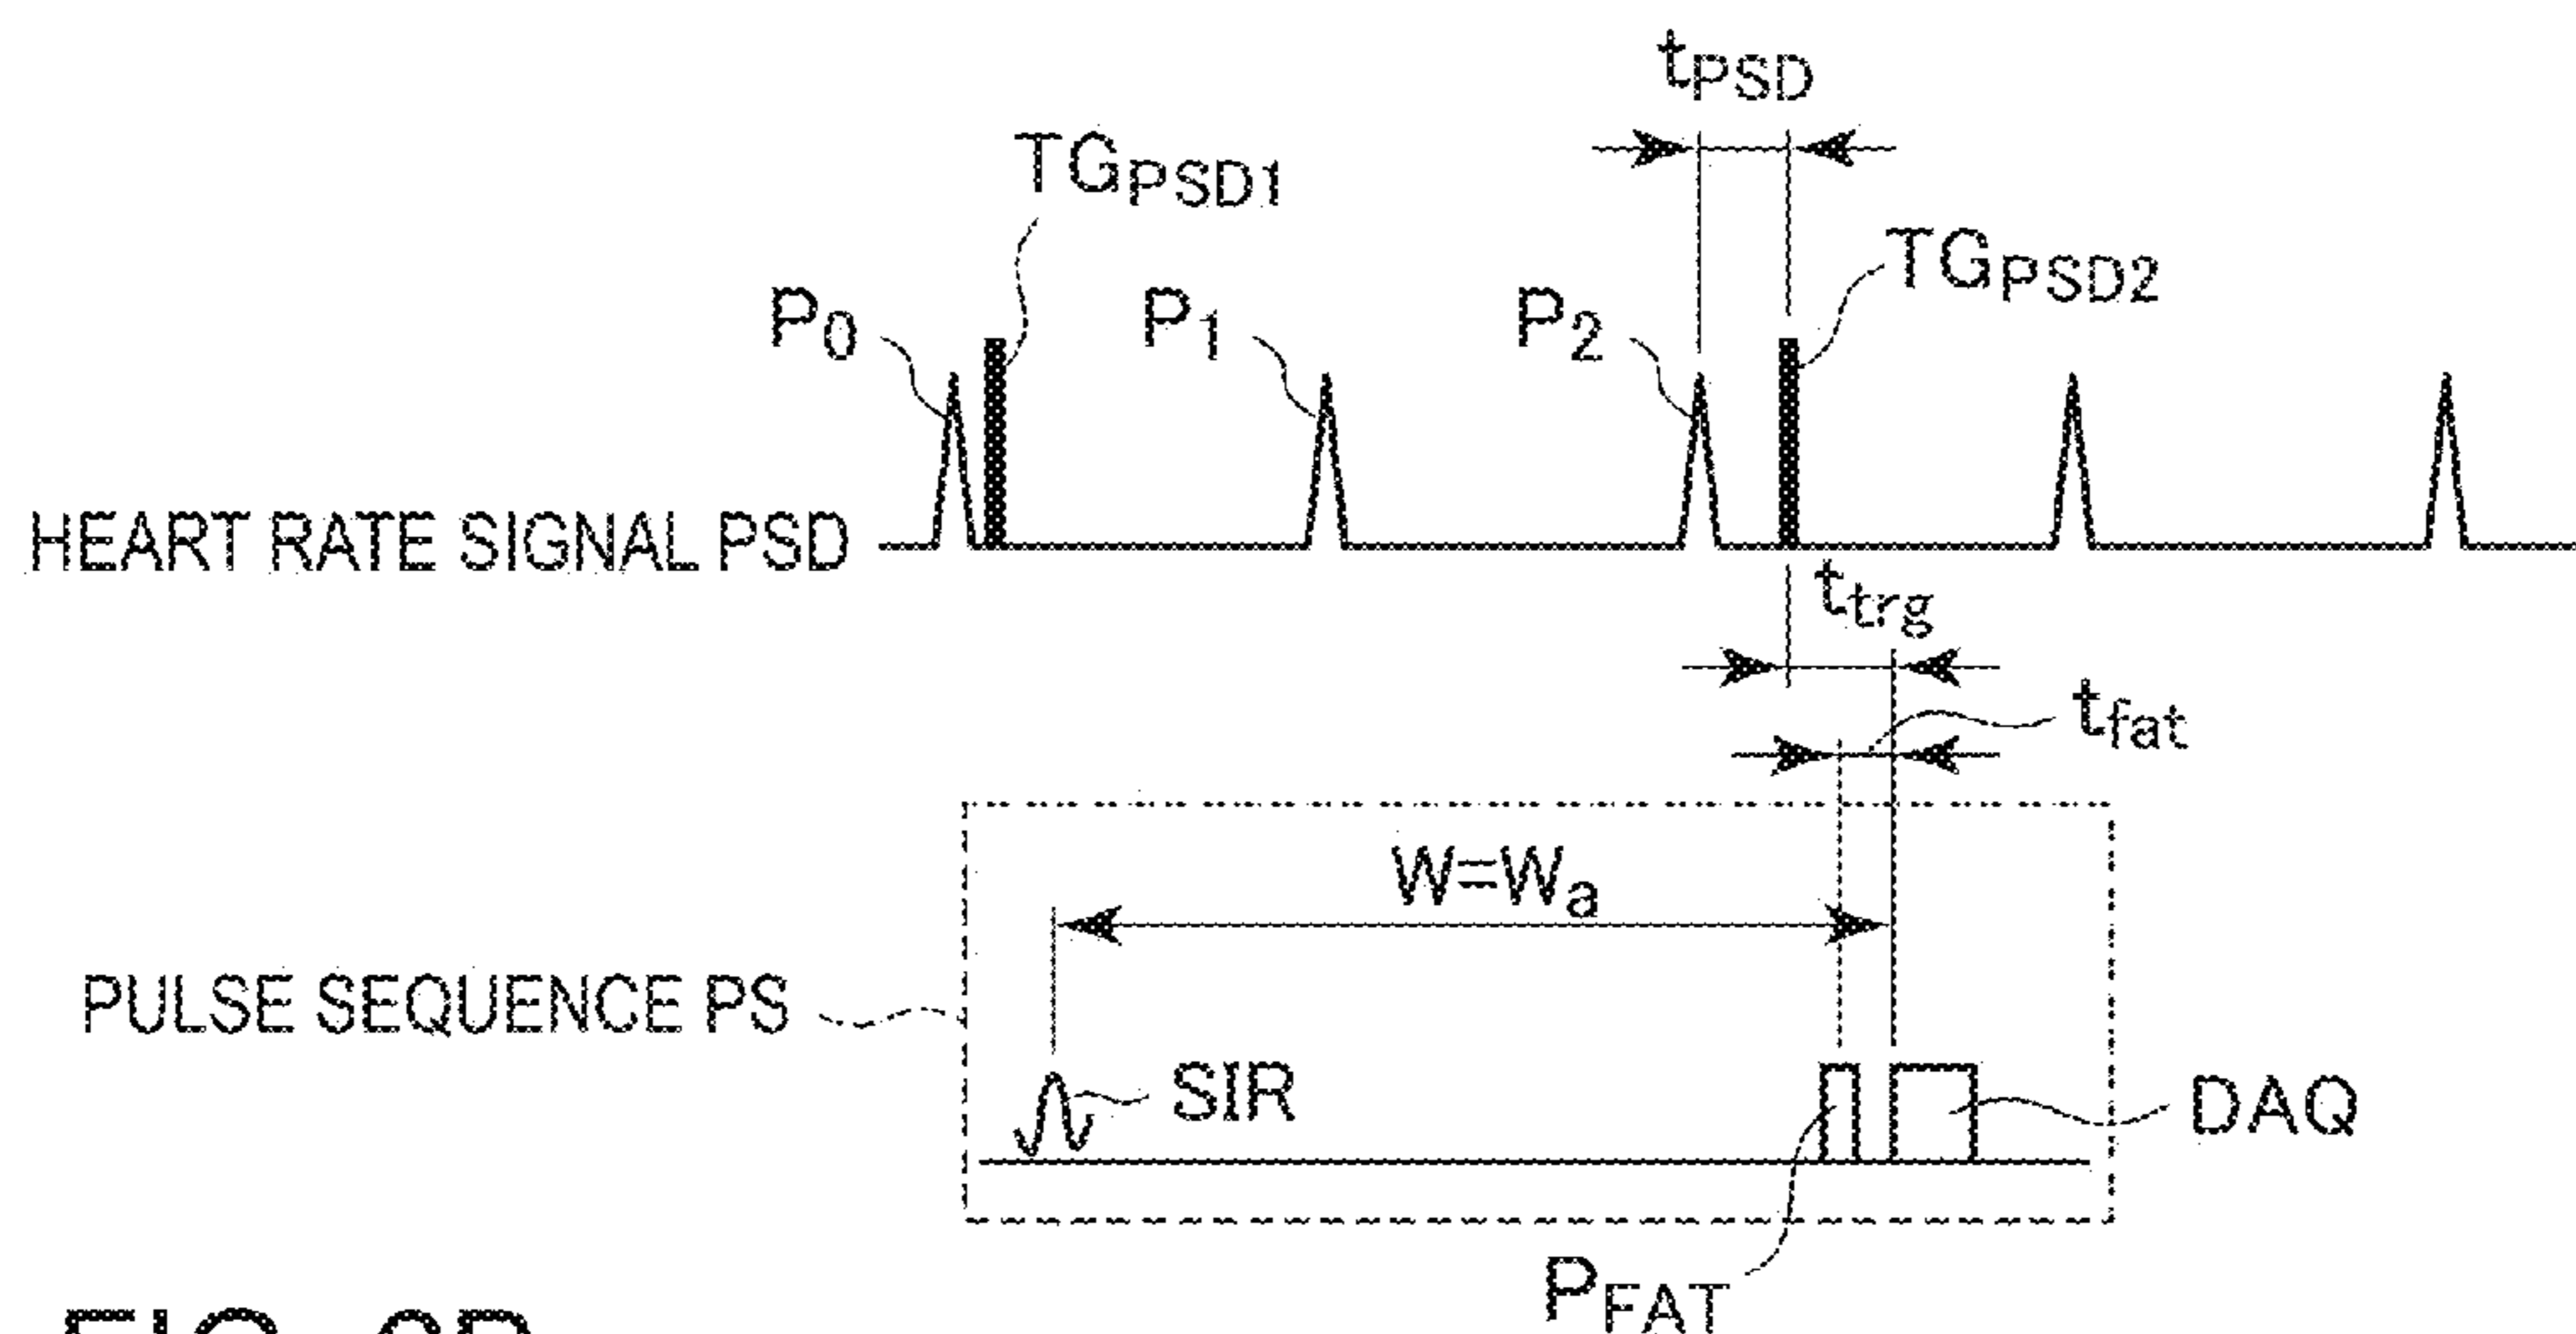 tPSD
TGPSD1
TGPSD2
P0
P1
P2
HEART RATE SIGNAL PSD
ttrg
tfat
W=Wa
PULSE SEQUENCE PS
SIR
DAQ
PFAT